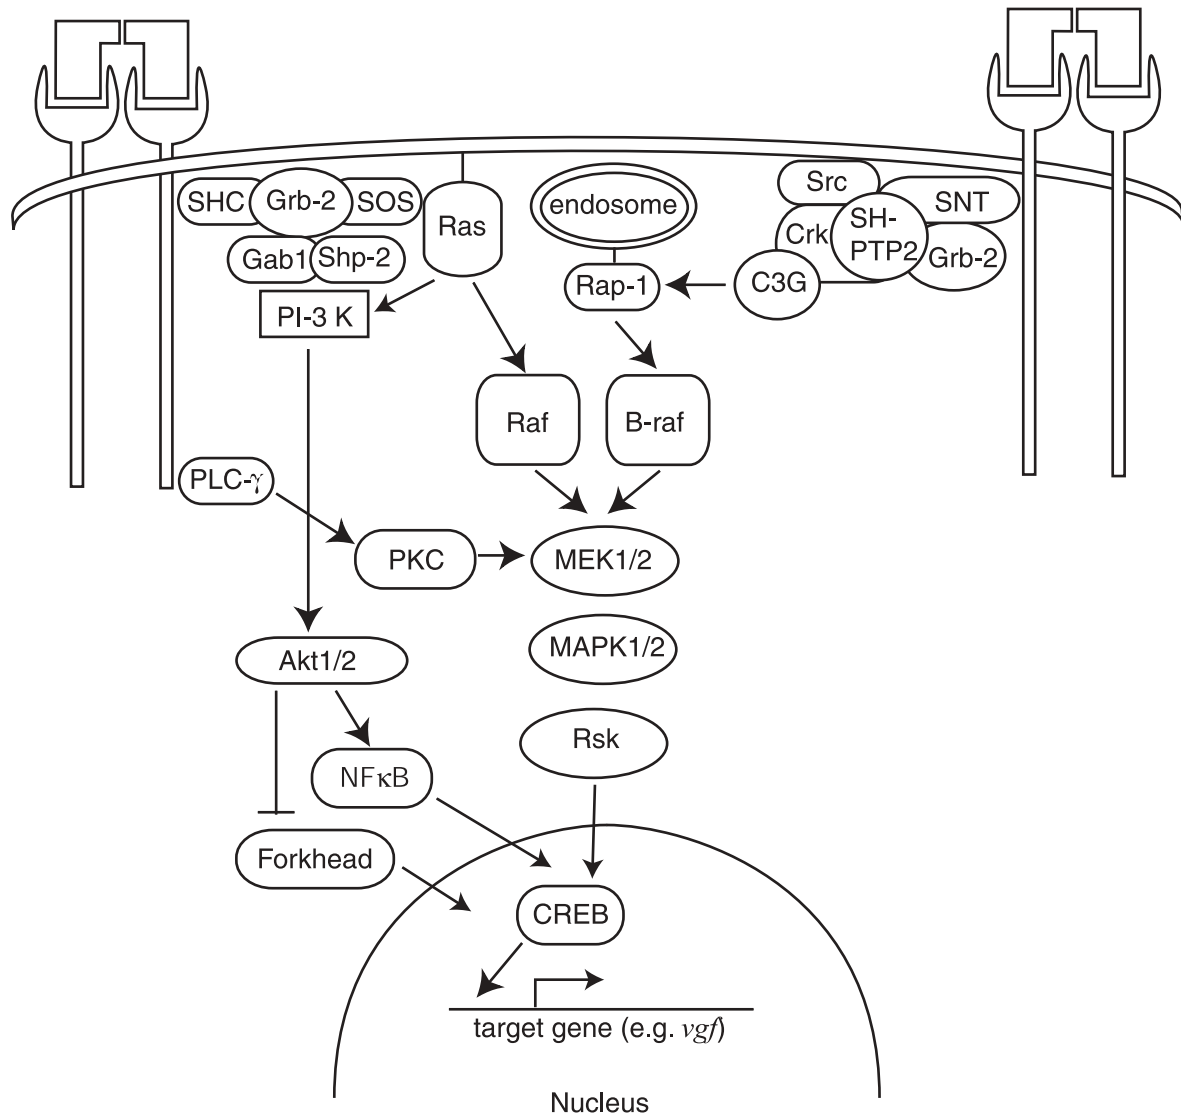 SHC
Grb-2
SOS
Gab1
Shp-2
PI-3 K
Ras
endosome
Rap-1
Src
Crk
SH-
PTP2
SNT
Grb-2
C3G
Raf
B-raf
PLC-γ
PKC
MEK1/2
MAPK1/2
Akt1/2
Rsk
NFκB
Forkhead
CREB
target gene (e.g. vgf)
Nucleus